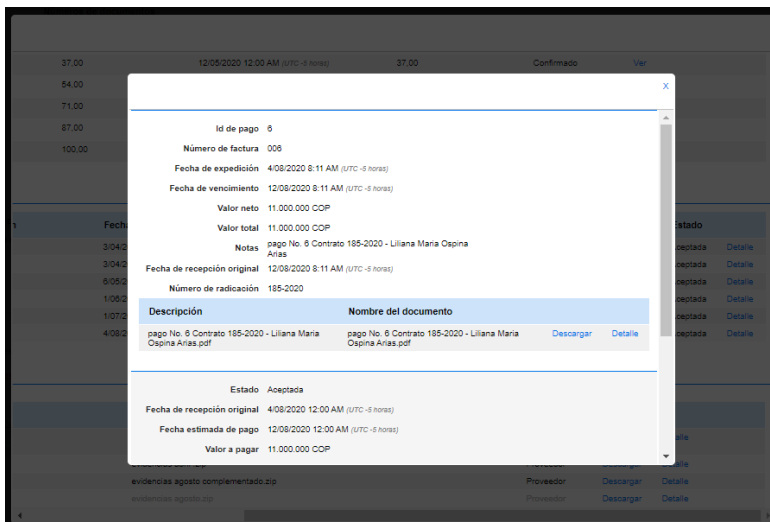 37,00 12/05/2020 12:00 AM (UTC -5 horas) 37,00 Confirmado Ver
54,00
71,00
87,00
100,00
X
Id de pago 6
Número de factura 006
Fecha de expedición 4/08/2020 8:11 AM (UTC -5 horas)
Fecha de vencimiento 12/08/2020 8:11 AM (UTC -5 horas)
Valor neto 11.000.000 COP
Valor total 11.000.000 COP
Notas pago No. 6 Contrato 185-2020 - Liliana Maria Ospina
Arias
Fecha de recepción original 12/08/2020 8:11 AM (UTC -5 horas)
Número de radicación 185-2020
Descripción Nombre del documento
pago No. 6 Contrato 185-2020 - Liliana Maria
Ospina Arias.pdf
pago No. 6 Contrato 185-2020 - Liliana Maria
Ospina Arias.pdf
Descargar Detalle
Estado Aceptada
Fecha de recepción original 4/08/2020 12:00 AM (UTC -5 horas)
Fecha estimada de pago 12/08/2020 12:00 AM (UTC -5 horas)
Valor a pagar 11.000.000 COP
Detalle
Detalle
Detalle
Detalle
Detalle
Detalle
evidencias agosto complementado.zip Proveedor Descargar Detalle
evidencias agosto.zip Proveedor Descargar Detalle